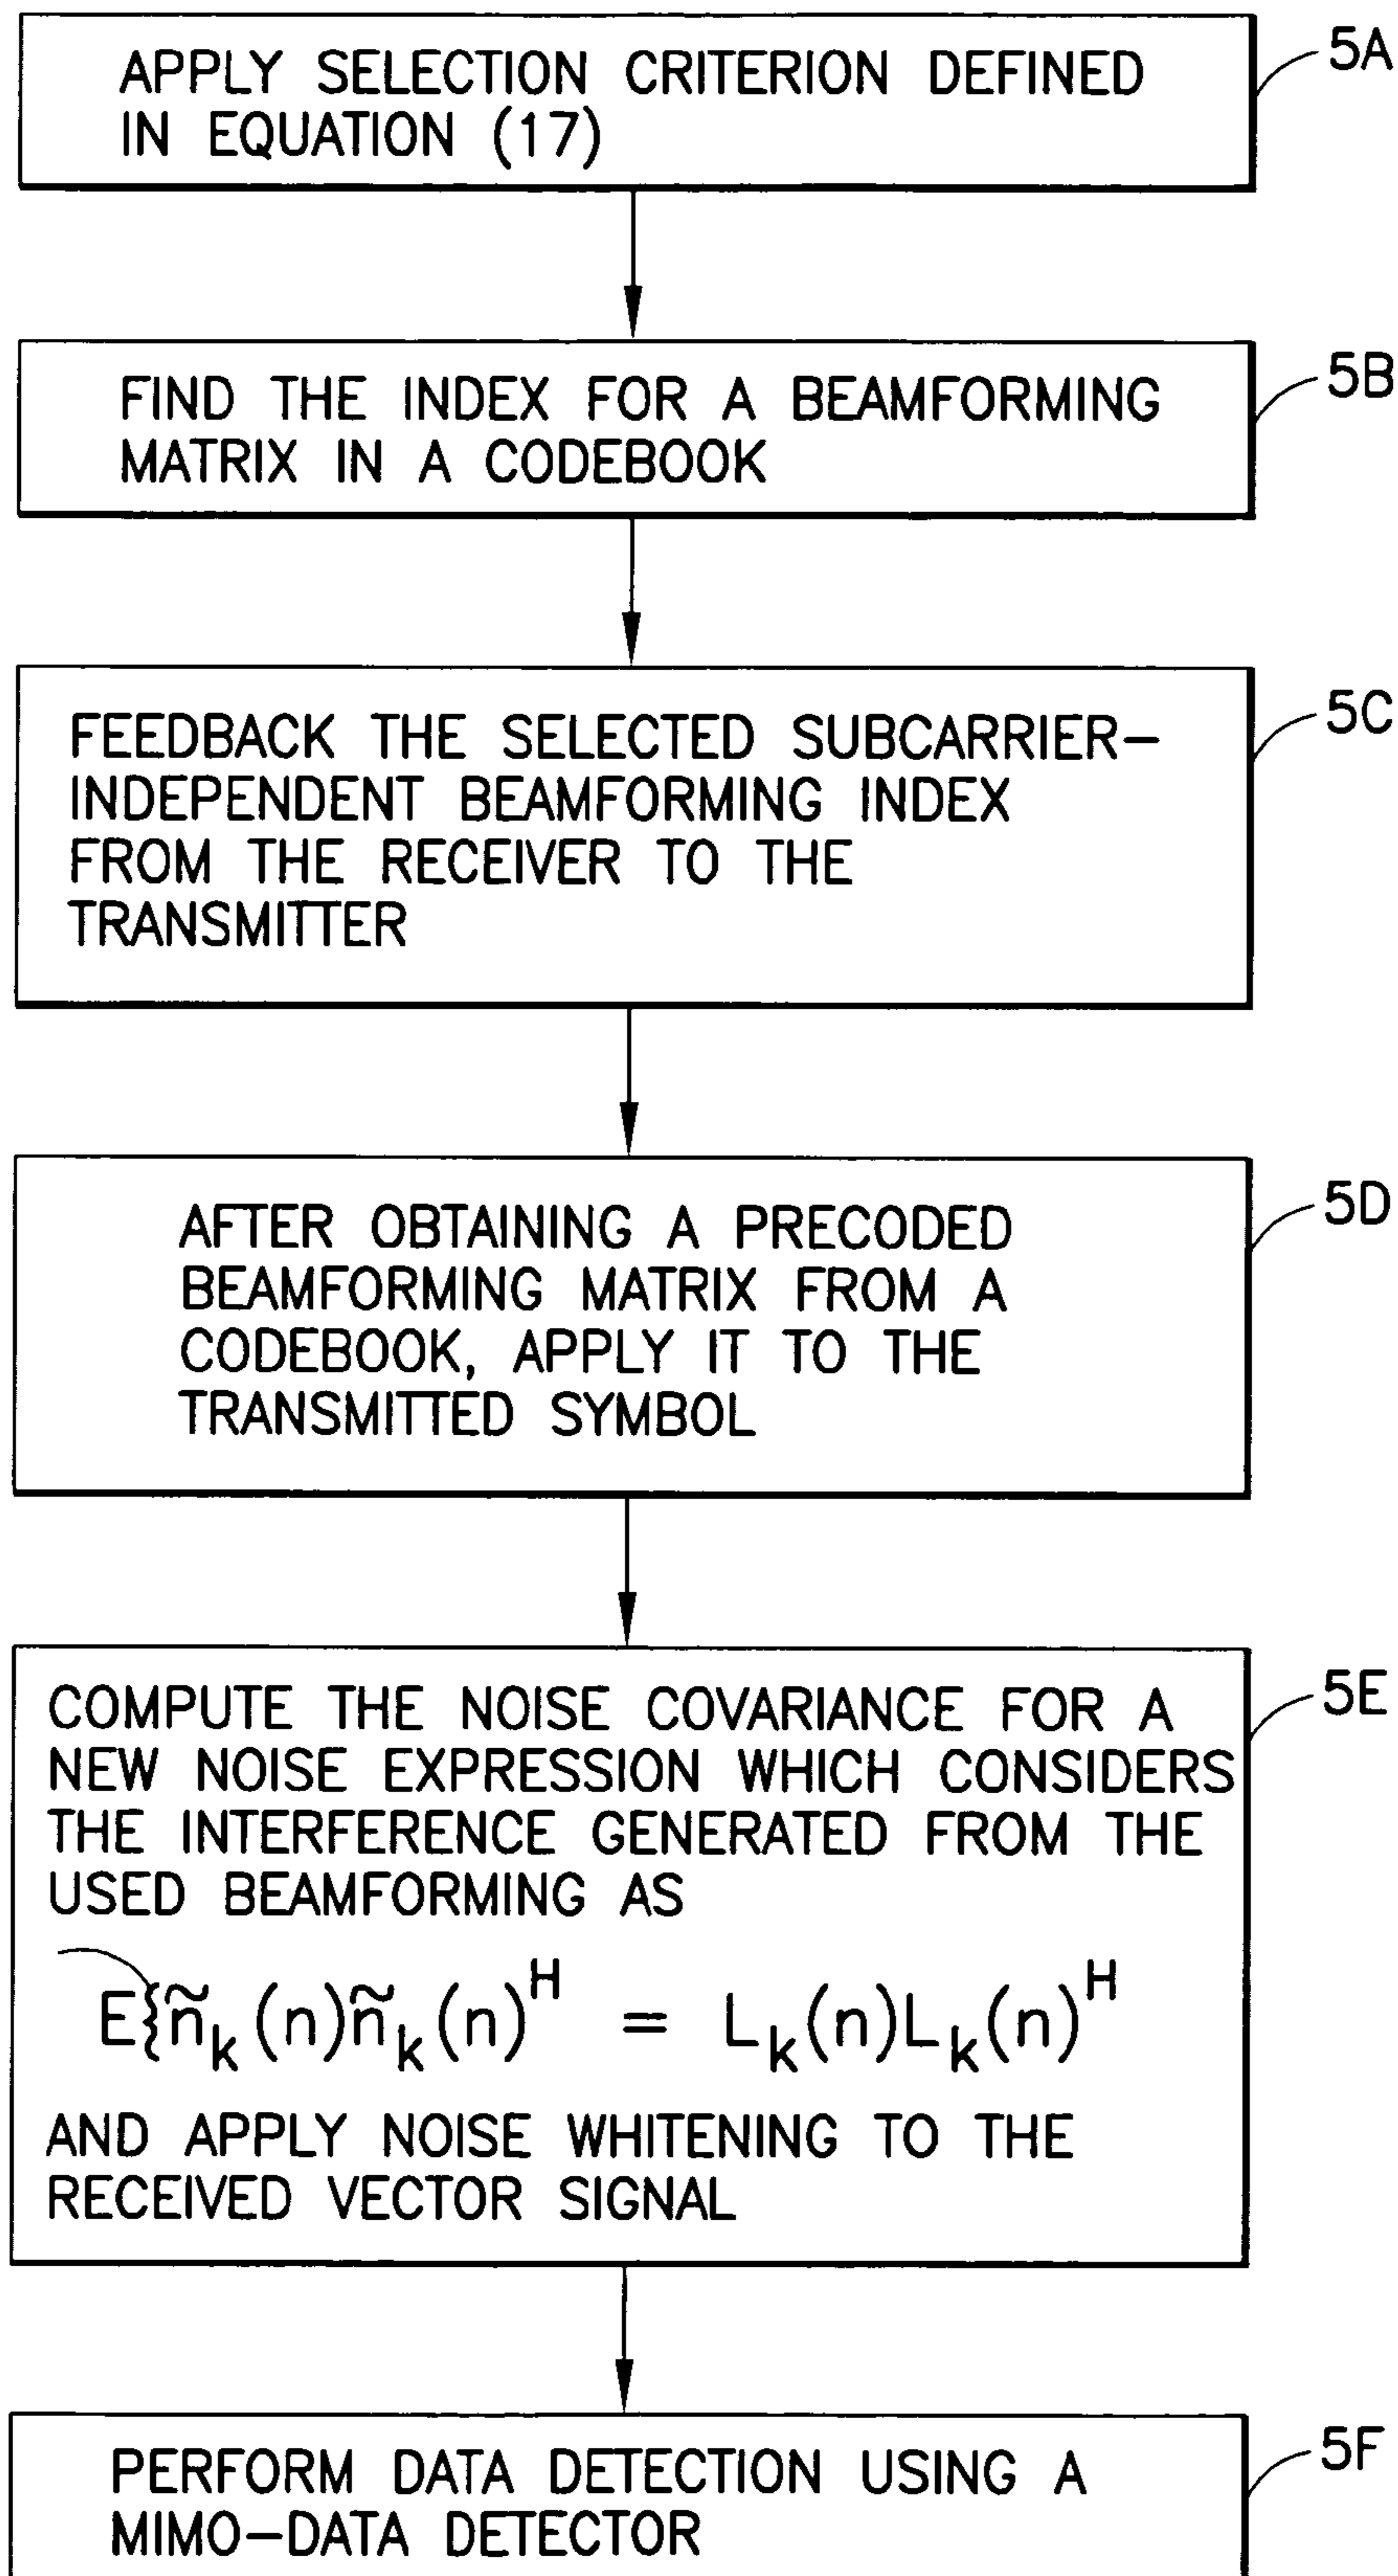 APPLY SELECTION CRITERION DEFINED
IN EQUATION (17)
5A
FIND THE INDEX FOR A BEAMFORMING
MATRIX IN A CODEBOOK
5B
FEEDBACK THE SELECTED SUBCARRIER-
INDEPENDENT BEAMFORMING INDEX
FROM THE RECEIVER TO THE
TRANSMITTER
5C
AFTER OBTAINING A PRECODED
BEAMFORMING MATRIX FROM A
CODEBOOK, APPLY IT TO THE
TRANSMITTED SYMBOL
5D
COMPUTE THE NOISE COVARIANCE FOR A
NEW NOISE EXPRESSION WHICH CONSIDERS
THE INTERFERENCE GENERATED FROM THE
USED BEAMFORMING AS
E{ñₖ(n)ñₖ(n)ᴴ = Lₖ(n)Lₖ(n)ᴴ
AND APPLY NOISE WHITENING TO THE
RECEIVED VECTOR SIGNAL
5E
PERFORM DATA DETECTION USING A
MIMO-DATA DETECTOR
5F